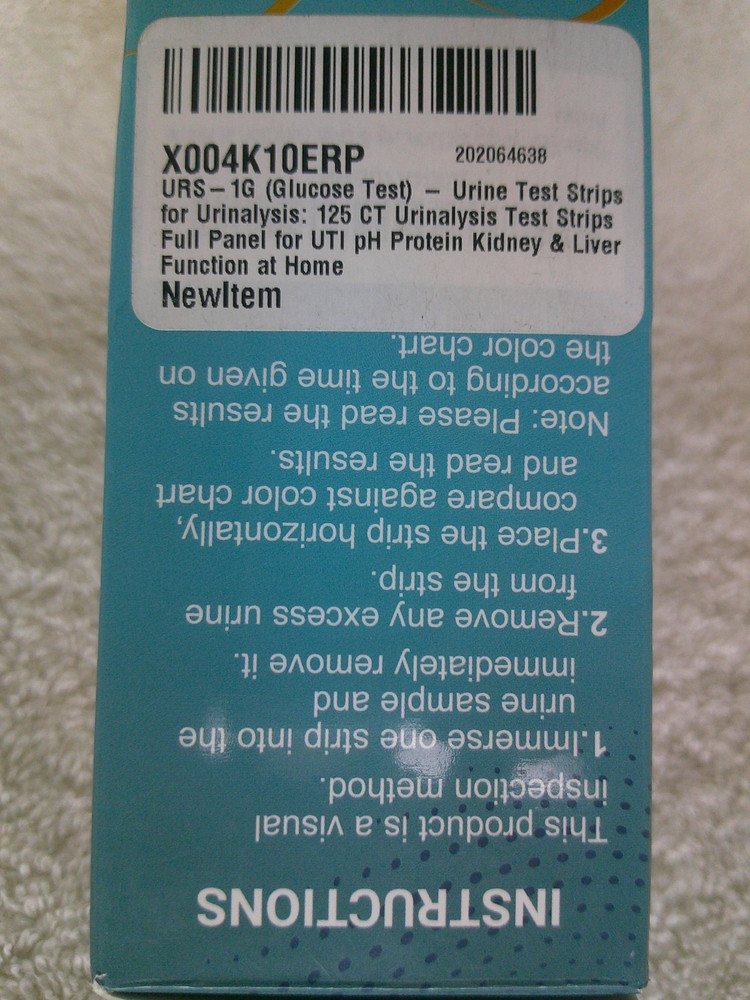 X004K10ERP 202064638
URS-1G (Glucose Test) – Urine Test Strips
for Urinalysis: 125 CT Urinalysis Test Strips
Full Panel for UTI pH Protein Kidney & Liver
Function at Home
NewItem
INSTRUCTIONS
This product is a visual
inspection method.
1.Immerse one strip into the
urine sample and
immediately remove it.
2.Remove any excess urine
from the strip.
3.Place the strip horizontally,
compare against color chart
and read the results.
Note: Please read the results
according to the time given on
the color chart.